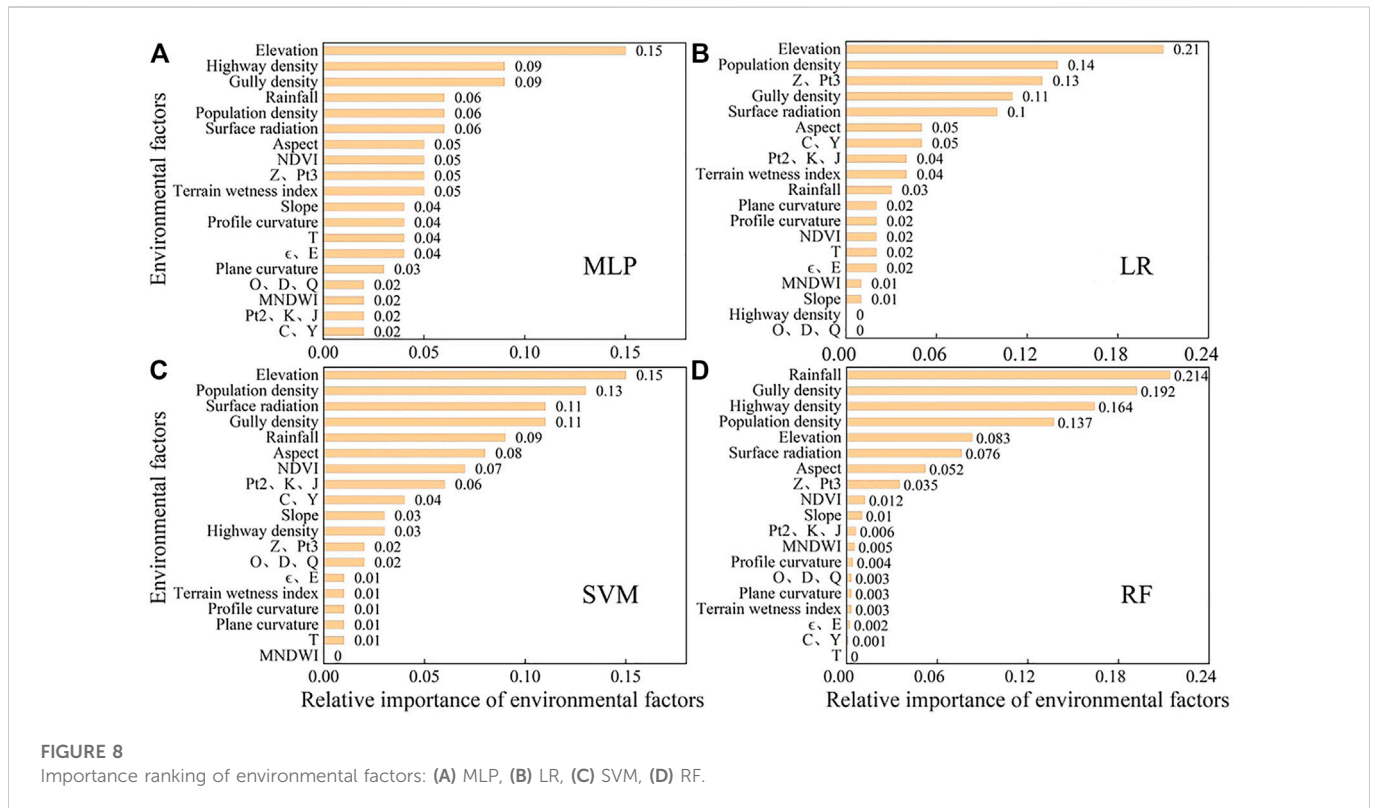 A
Environmental factors
Elevation 0.15
Highway density 0.09
Gully density 0.09
Rainfall 0.06
Population density 0.06
Surface radiation 0.06
Aspect 0.05
NDVI 0.05
Z、Pt3 0.05
Terrain wetness index 0.05
Slope 0.04
Profile curvature 0.04
T 0.04
ϵ、E 0.04
Plane curvature 0.03
O、D、Q 0.02
MNDWI 0.02
Pt2、K、J 0.02
C、Y 0.02
MLP
0.00 0.05 0.10 0.15
B
Elevation 0.21
Population density 0.14
Z、Pt3 0.13
Gully density 0.11
Surface radiation 0.1
Aspect 0.05
C、Y 0.05
Pt2、K、J 0.04
Terrain wetness index 0.04
Rainfall 0.03
Plane curvature 0.02
Profile curvature 0.02
NDVI 0.02
T 0.02
ϵ、E 0.02
MNDWI 0.01
Slope 0.01
Highway density 0
O、D、Q 0
LR
0.00 0.06 0.12 0.18 0.24
C
Environmental factors
Elevation 0.15
Population density 0.13
Surface radiation 0.11
Gully density 0.11
Rainfall 0.09
Aspect 0.08
NDVI 0.07
Pt2、K、J 0.06
C、Y 0.04
Slope 0.03
Highway density 0.03
Z、Pt3 0.02
O、D、Q 0.02
ϵ、E 0.01
Terrain wetness index 0.01
Profile curvature 0.01
Plane curvature 0.01
T 0.01
MNDWI 0
SVM
0.00 0.05 0.10 0.15
Relative importance of environmental factors
D
Rainfall 0.214
Gully density 0.192
Highway density 0.164
Population density 0.137
Elevation 0.083
Surface radiation 0.076
Aspect 0.052
Z、Pt3 0.035
NDVI 0.012
Slope 0.01
Pt2、K、J 0.006
MNDWI 0.005
Profile curvature 0.004
O、D、Q 0.003
Plane curvature 0.003
Terrain wetness index 0.003
ϵ、E 0.002
C、Y 0.001
T 0
RF
0.00 0.06 0.12 0.18 0.24
Relative importance of environmental factors
FIGURE 8
Importance ranking of environmental factors: (A) MLP, (B) LR, (C) SVM, (D) RF.